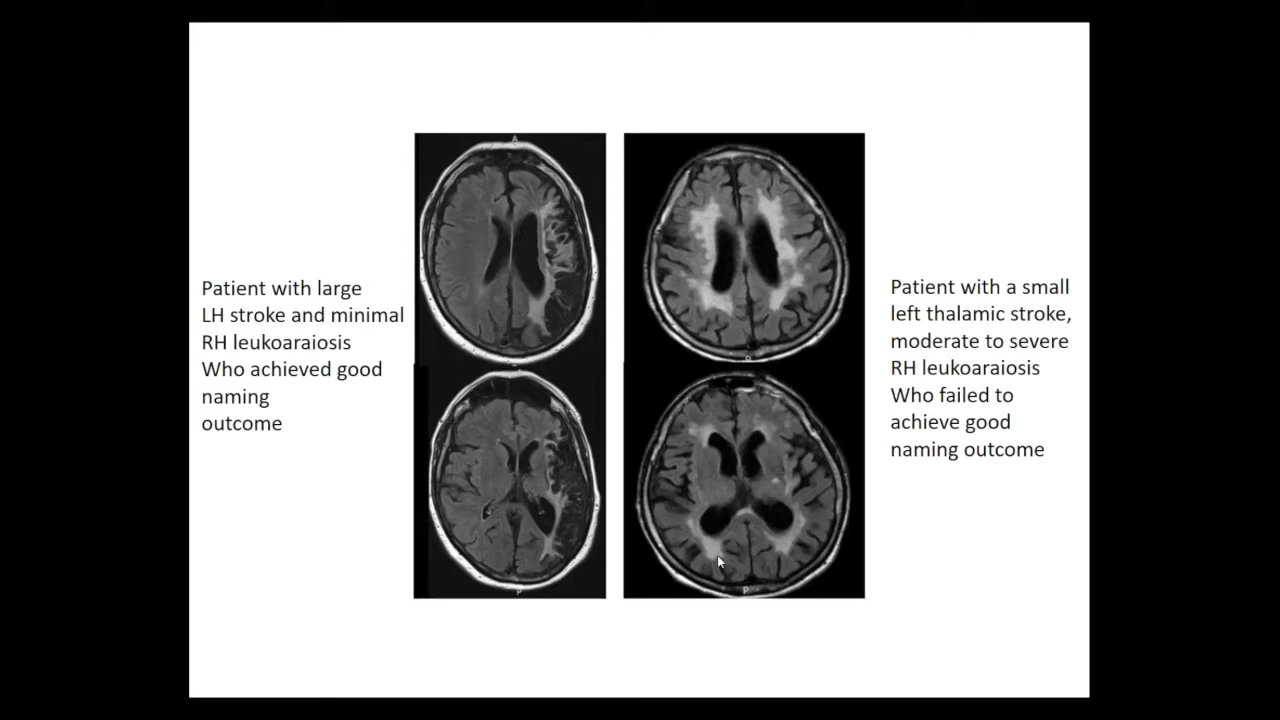 Patient with large
LH stroke and minimal
RH leukoaraiosis
Who achieved good
naming
outcome
A
P
Patient with a small
left thalamic stroke,
moderate to severe
RH leukoaraiosis
Who failed to
achieve good
naming outcome
P